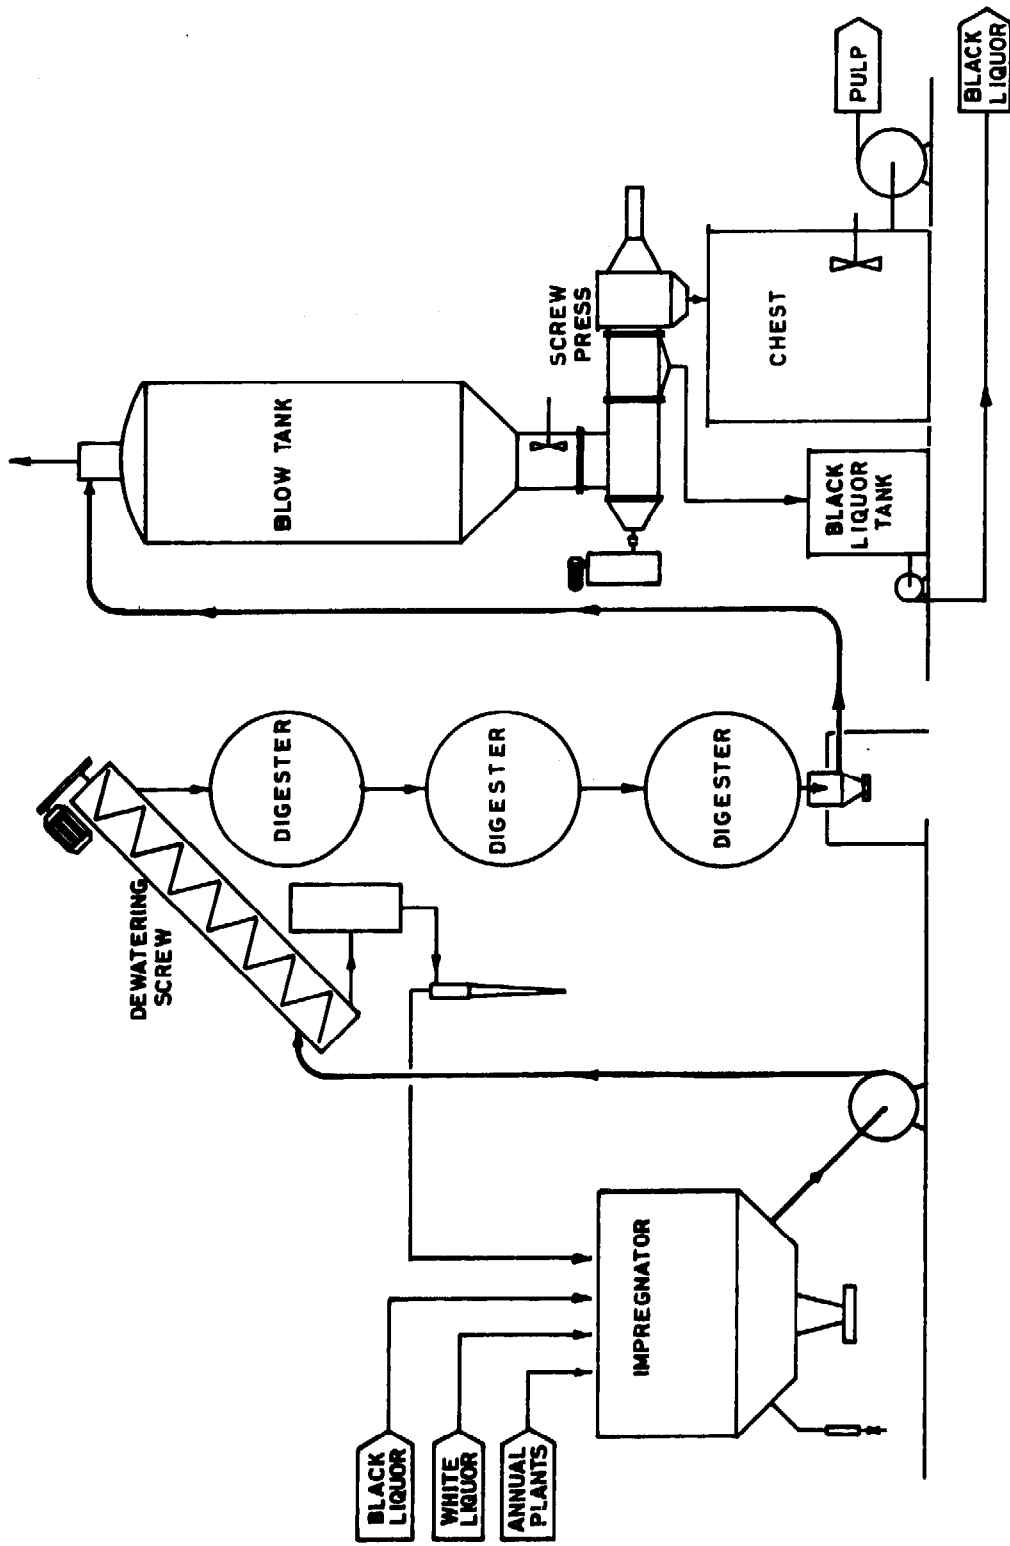 BLACK
LIQUOR
WHITE
LIQUOR
ANNUAL
PLANTS
IMPREGNATOR
DEWATERING
SCREW
DIGESTER
DIGESTER
DIGESTER
BLOW TANK
SCREW
PRESS
BLACK
LIQUOR
TANK
CHEST
PULP
BLACK
LIQUOR